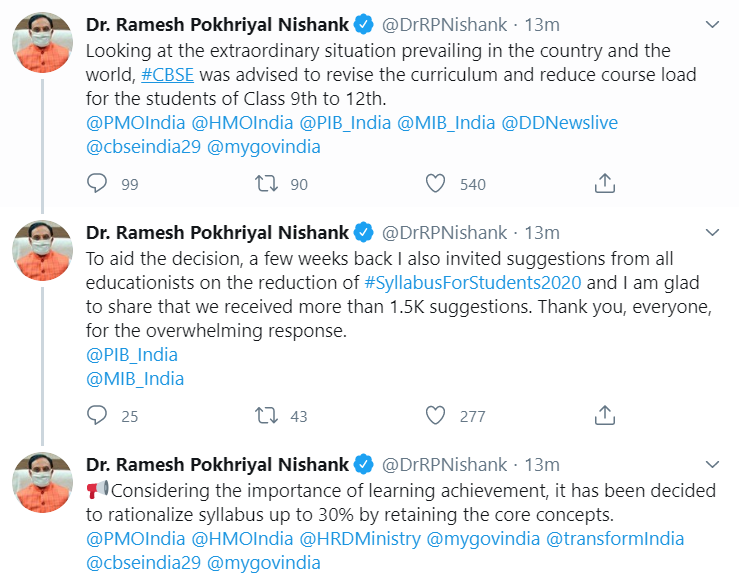 Dr. Ramesh Pokhriyal Nishank @DrRPNishank · 13m
Looking at the extraordinary situation prevailing in the country and the
world, #CBSE was advised to revise the curriculum and reduce course load
for the students of Class 9th to 12th.
@PMOIndia @HMOIndia @PIB_India @MIB_India @DDNewslive
@cbseindia29 @mygovindia
99 90 540
Dr. Ramesh Pokhriyal Nishank @DrRPNishank · 13m
To aid the decision, a few weeks back I also invited suggestions from all
educationists on the reduction of #SyllabusForStudents2020 and I am glad
to share that we received more than 1.5K suggestions. Thank you, everyone,
for the overwhelming response.
@PIB_India
@MIB_India
25 43 277
Dr. Ramesh Pokhriyal Nishank @DrRPNishank · 13m
Considering the importance of learning achievement, it has been decided
to rationalize syllabus up to 30% by retaining the core concepts.
@PMOIndia @HMOIndia @HRDMinistry @mygovindia @transformIndia
@cbseindia29 @mygovindia